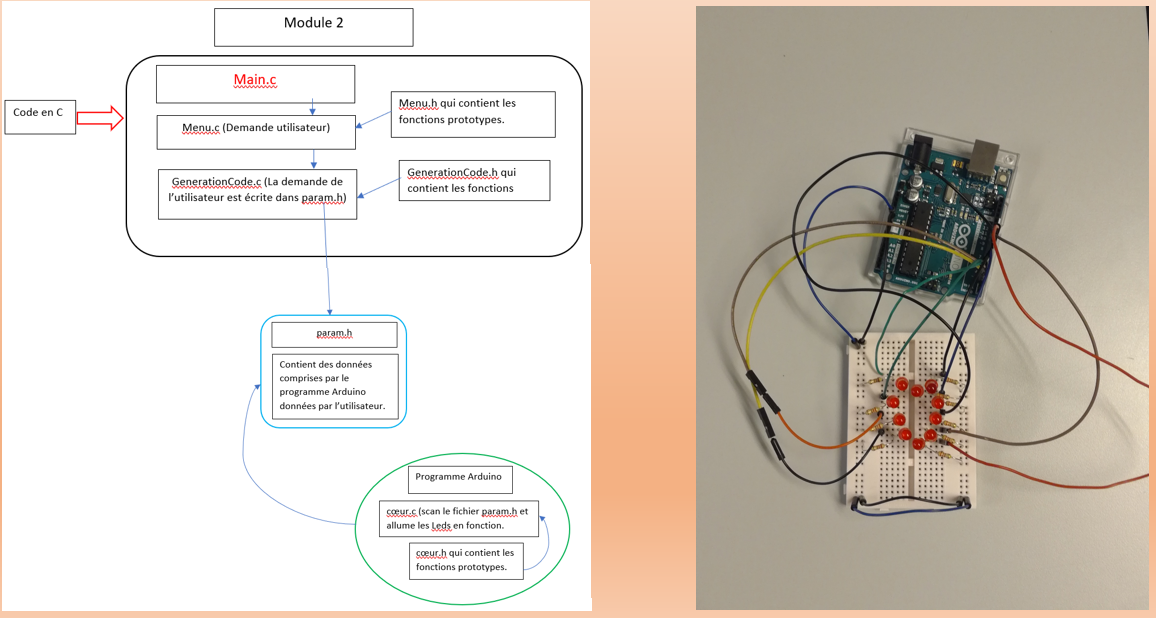 Module 2
Code en C
Main.c
Menu.c (Demande utilisateur)
Menu.h qui contient les
fonctions prototypes.
GenerationCode.c (La demande de
l’utilisateur est écrite dans param.h)
GenerationCode.h qui
contient les fonctions
param.h
Contient des données
comprises par le
programme Arduino
données par l’utilisateur.
Programme Arduino
cœur.c (scan le fichier param.h et
allume les Leds en fonction.
cœur.h qui contient les
fonctions prototypes.
ARDUINO